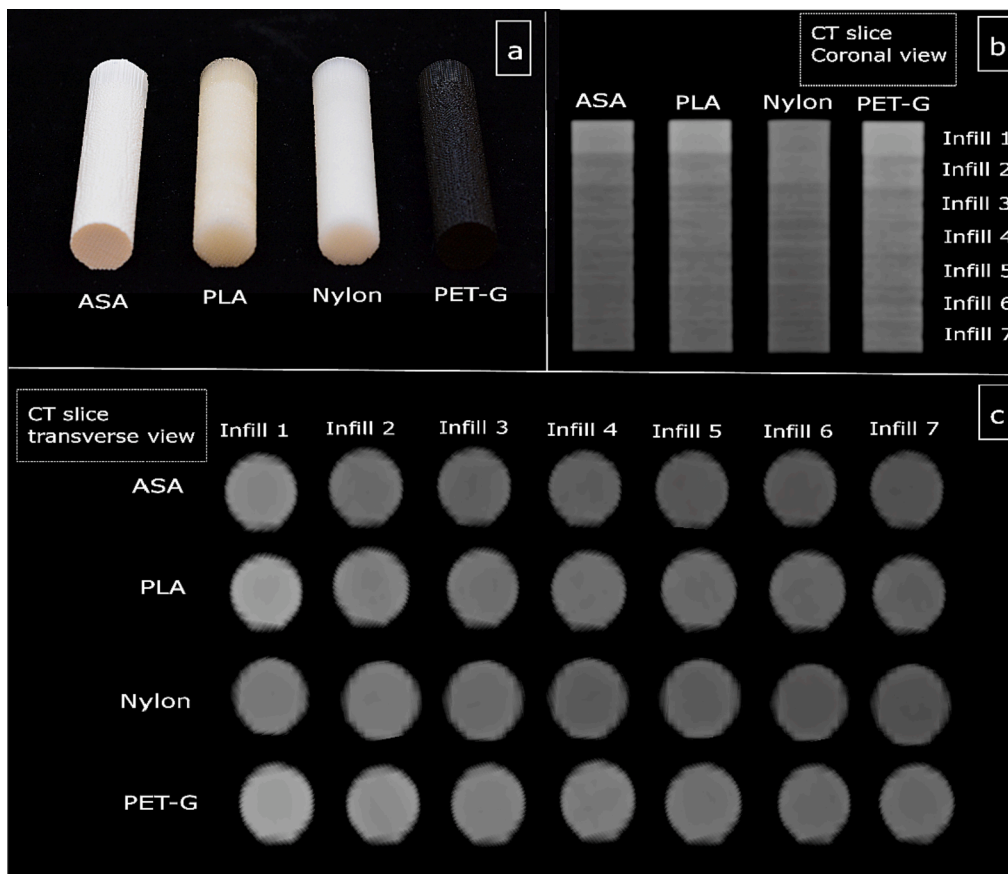 a
ASA
PLA
Nylon
PET-G
CT slice
Coronal view
b
ASA PLA Nylon PET-G
Infill 1
Infill 2
Infill 3
Infill 4
Infill 5
Infill 6
Infill 7
CT slice
transverse view
c
Infill 1 Infill 2 Infill 3 Infill 4 Infill 5 Infill 6 Infill 7
ASA
PLA
Nylon
PET-G